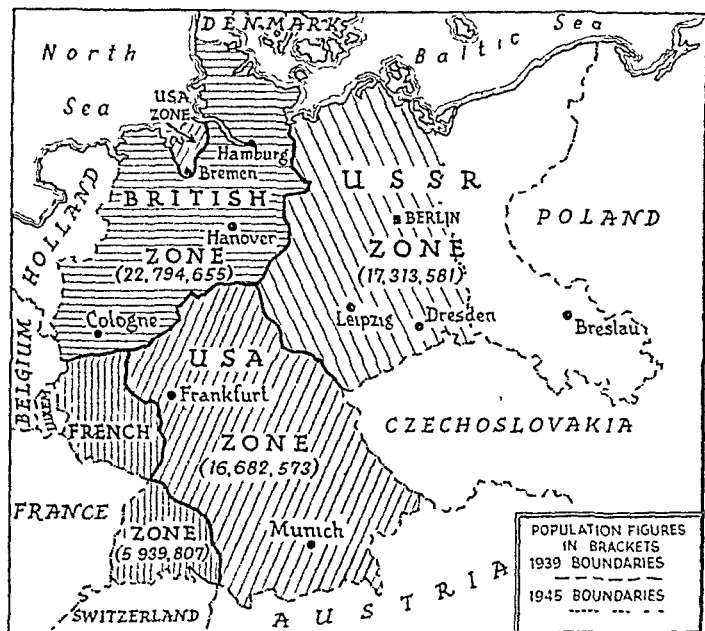 DENMARK
North
Sea
Baltic Sea
USA
ZONE
Hamburg
Bremen
BRITISH
Hanover
ZONE
(22,794,655)
HOLLAND
USSR
BERLIN
ZONE
(17,313,581)
POLAND
Leipzig
Dresden
Breslau
Cologne
BELGIUM
LUXEM
USA
Frankfurt
FRENCH
ZONE
(16,682,573)
CZECHOSLOVAKIA
FRANCE
ZONE
(5 939,807)
Munich
SWITZERLAND
AUSTRIA
POPULATION FIGURES
IN BRACKETS
1939 BOUNDARIES
1945 BOUNDARIES